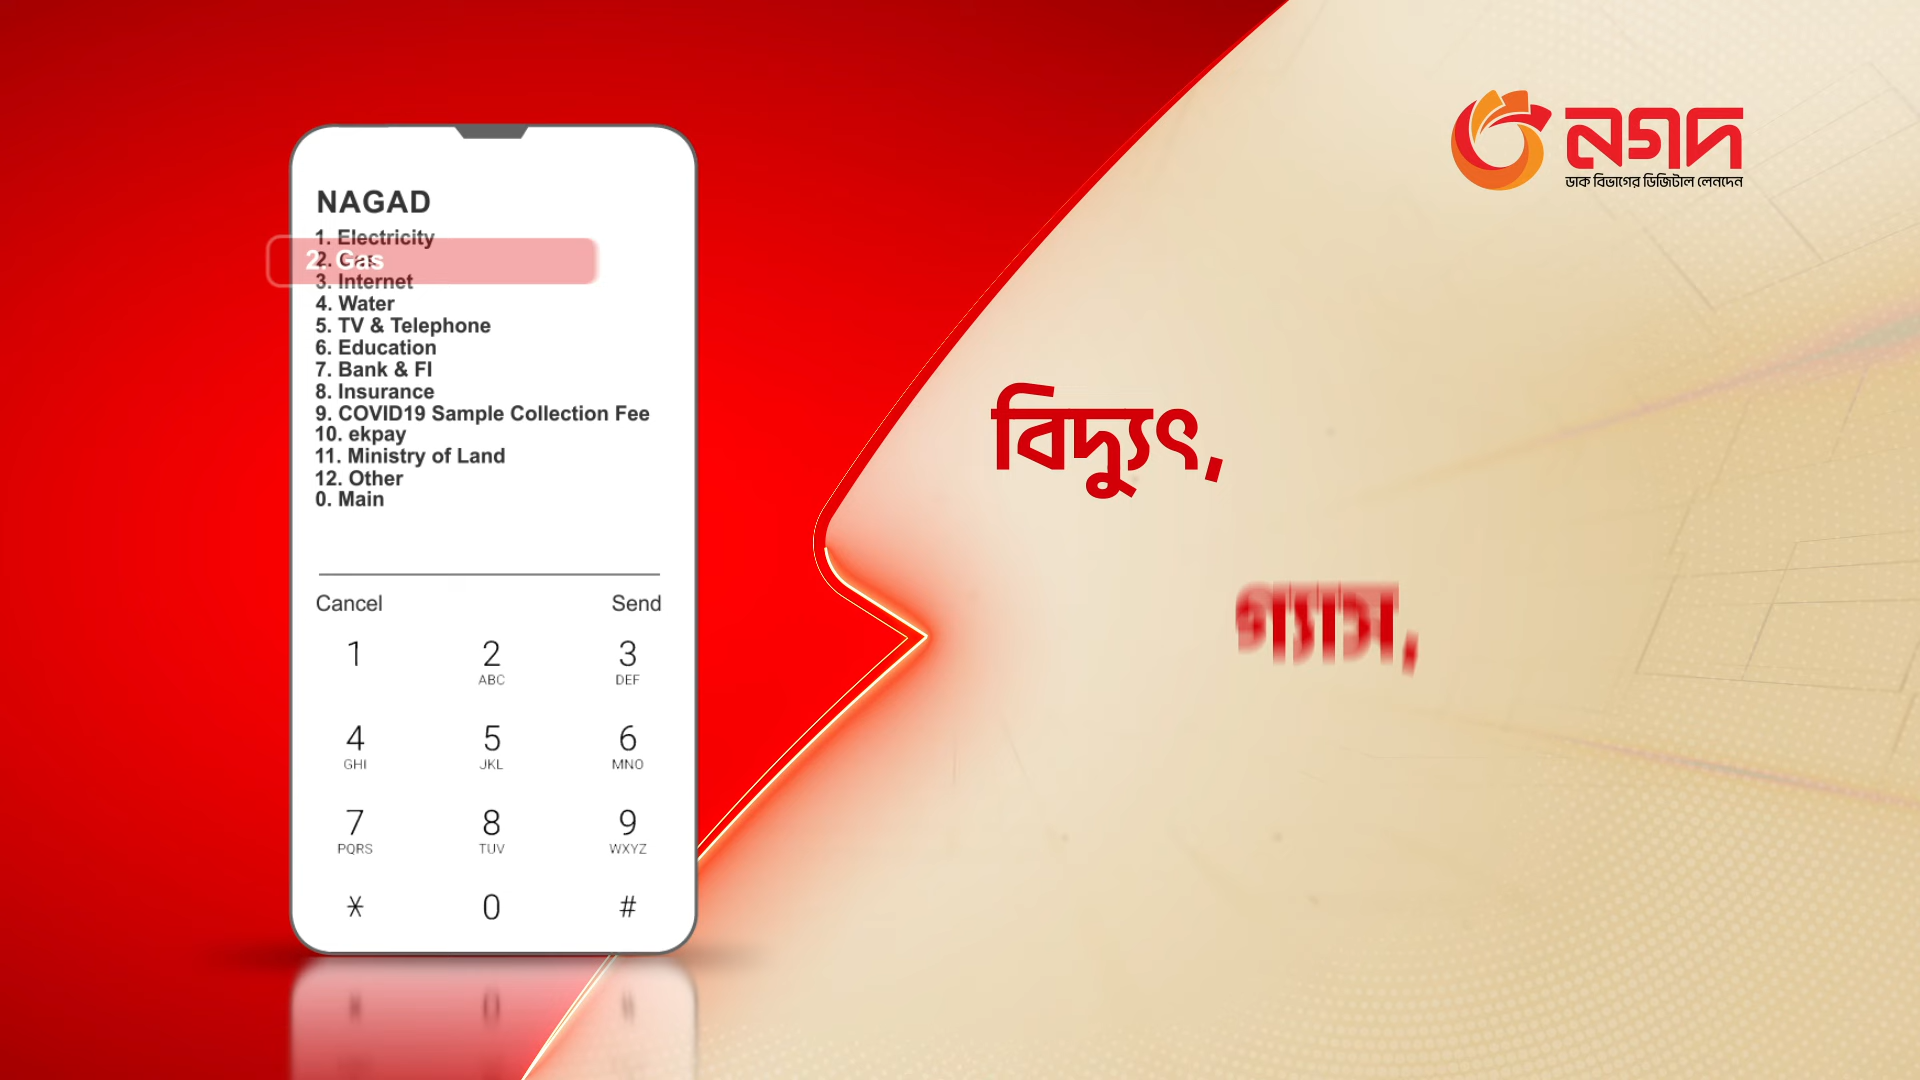 নগদ
ডাক বিভাগের ডিজিটাল লেনদেন
NAGAD
1. Electricity
2. Gas
3. Internet
4. Water
5. TV & Telephone
6. Education
7. Bank & FI
8. Insurance
9. COVID19 Sample Collection Fee
10. ekpay
11. Ministry of Land
12. Other
0. Main
Cancel Send
1 2 3
ABC DEF
4 5 6
GHI JKL MNO
7 8 9
PQRS TUV WXYZ
* 0 #
বিদ্যুৎ,
গ্যাস,